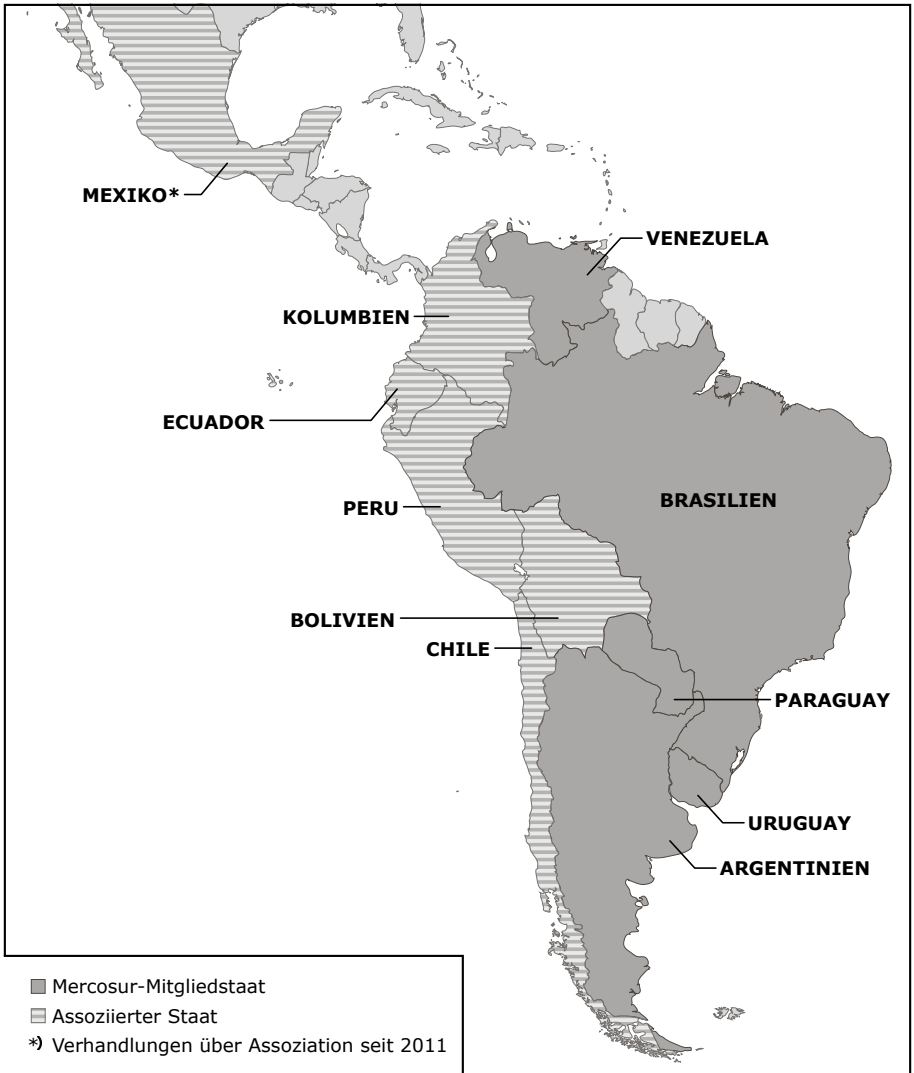 MEXIKO*
VENEZUELA
KOLUMBIEN
ECUADOR
PERU
BRASILIEN
BOLIVIEN
CHILE
PARAGUAY
URUGUAY
ARGENTINIEN
Mercosur-Mitgliedstaat
Assoziierter Staat
*) Verhandlungen über Assoziation seit 2011